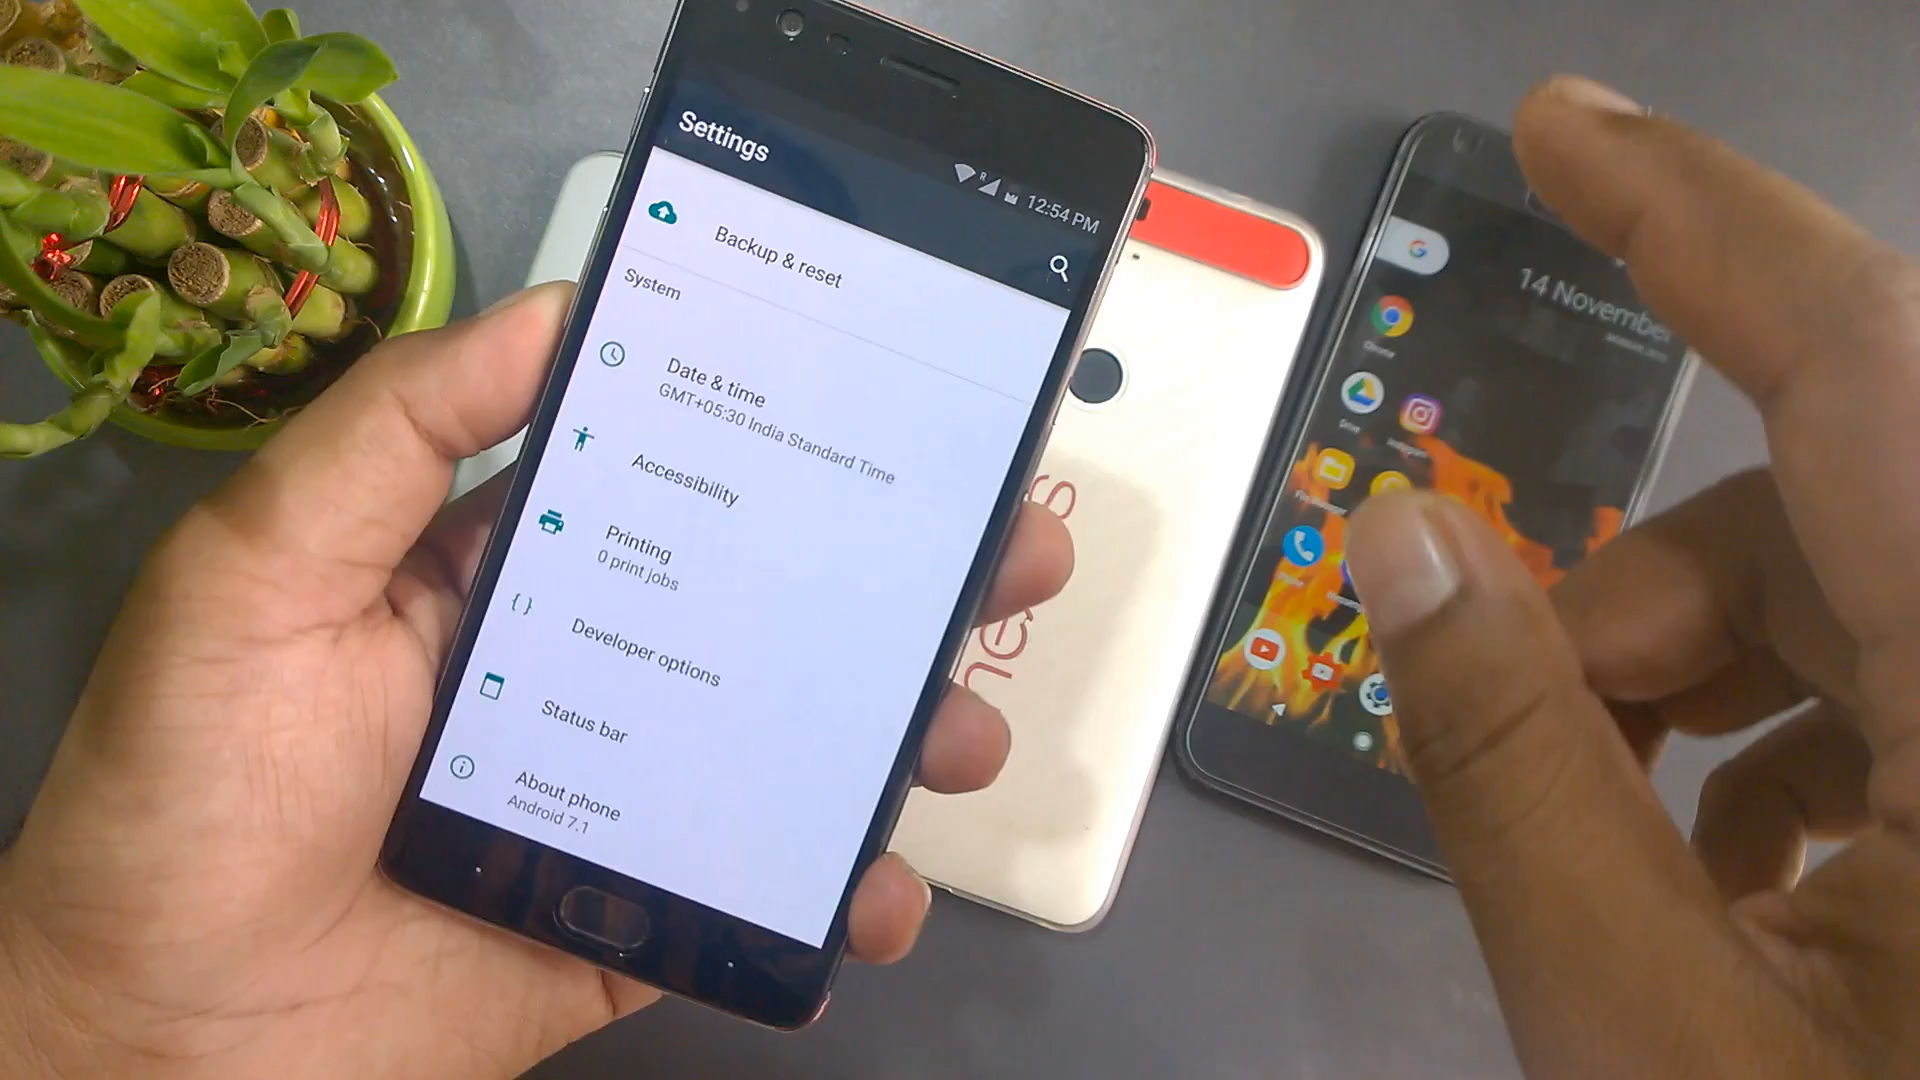 Settings
R
12:54 PM
Backup & reset
System
Date & time
GMT+05:30 India Standard Time
Accessibility
Printing
0 print jobs
{ }
Developer options
Status bar
About phone
Android 7.1
G
14 November
Drive